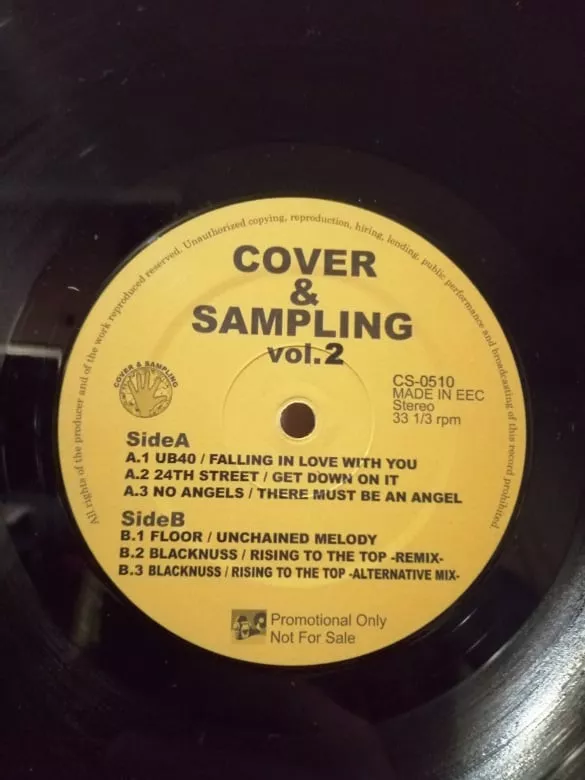 All rights of the producer and of the work reproduced reserved. Unauthorized copying, reproduction, hiring, lending, public performance and broadcasting of this record prohibited.
COVER
&
SAMPLING
vol.2
COVER & SAMPLING
CS-0510
MADE IN EEC
Stereo
33 1/3 rpm
SideA
A.1 UB40 / FALLING IN LOVE WITH YOU
A.2 24TH STREET / GET DOWN ON IT
A.3 NO ANGELS / THERE MUST BE AN ANGEL
SideB
B.1 FLOOR / UNCHAINED MELODY
B.2 BLACKNUSS / RISING TO THE TOP -REMIX-
B.3 BLACKNUSS / RISING TO THE TOP -ALTERNATIVE MIX-
Promotional Only
Not For Sale